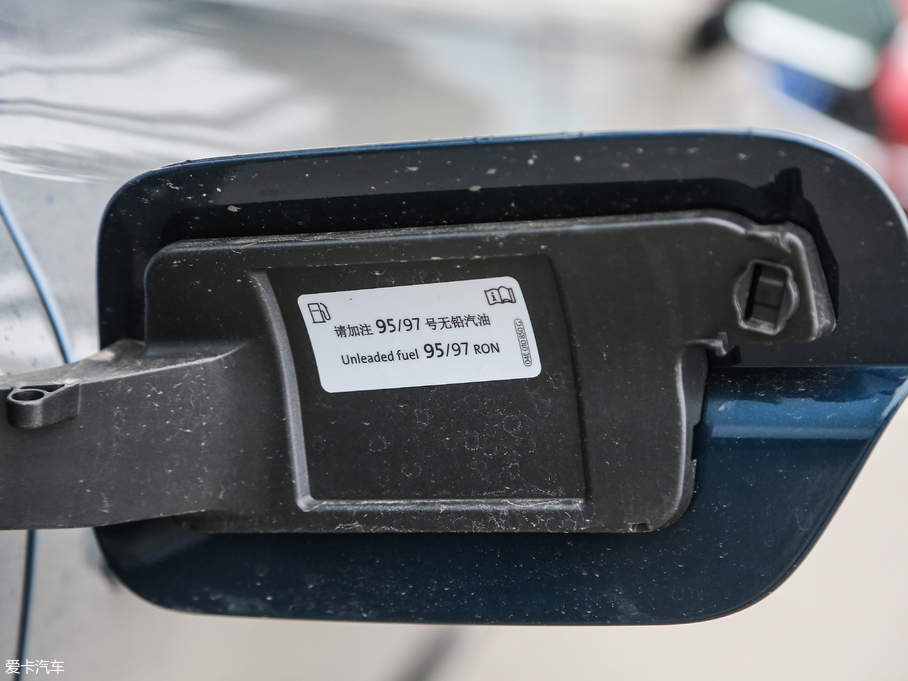 请加注 95/97 号无铅汽油
Unleaded fuel 95/97 RON
爱卡汽车